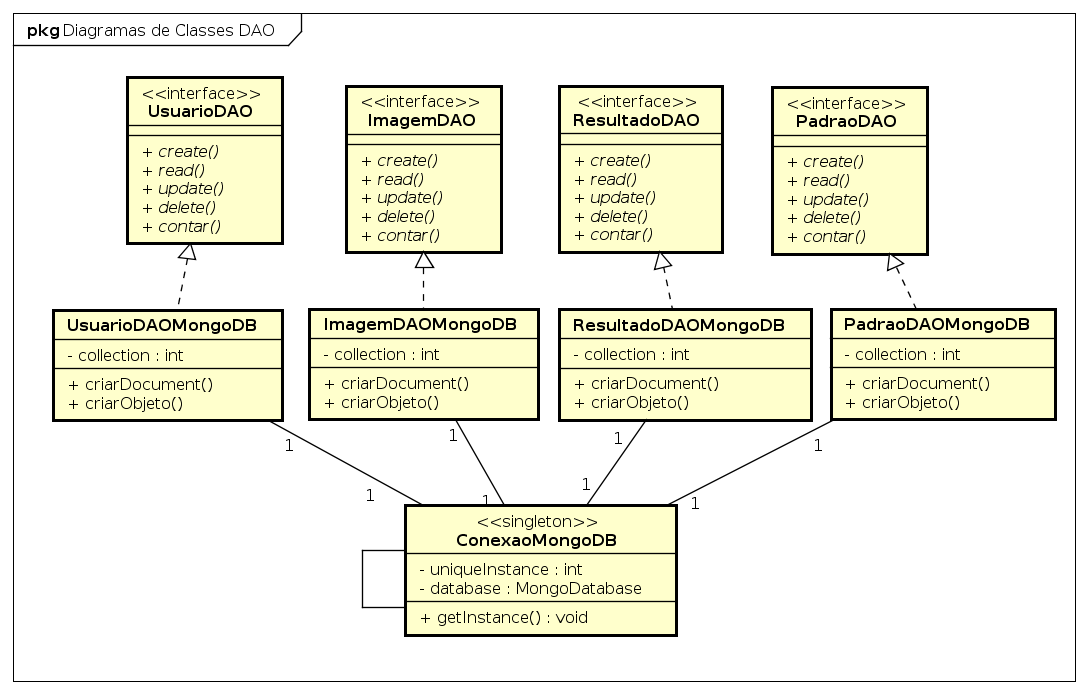 pkg Diagramas de Classes DAO
<<interface>>
UsuarioDAO
+ create()
+ read()
+ update()
+ delete()
+ contar()
<<interface>>
ImagemDAO
+ create()
+ read()
+ update()
+ delete()
+ contar()
<<interface>>
ResultadoDAO
+ create()
+ read()
+ update()
+ delete()
+ contar()
<<interface>>
PadraoDAO
+ create()
+ read()
+ update()
+ delete()
+ contar()
UsuarioDAOMongoDB
- collection : int
+ criarDocument()
+ criarObjeto()
ImagemDAOMongoDB
- collection : int
+ criarDocument()
+ criarObjeto()
ResultadoDAOMongoDB
- collection : int
+ criarDocument()
+ criarObjeto()
PadraoDAOMongoDB
- collection : int
+ criarDocument()
+ criarObjeto()
1
1
1
1
1
1
1
1
<<singleton>>
ConexaoMongoDB
- uniqueInstance : int
- database : MongoDatabase
+ getInstance() : void